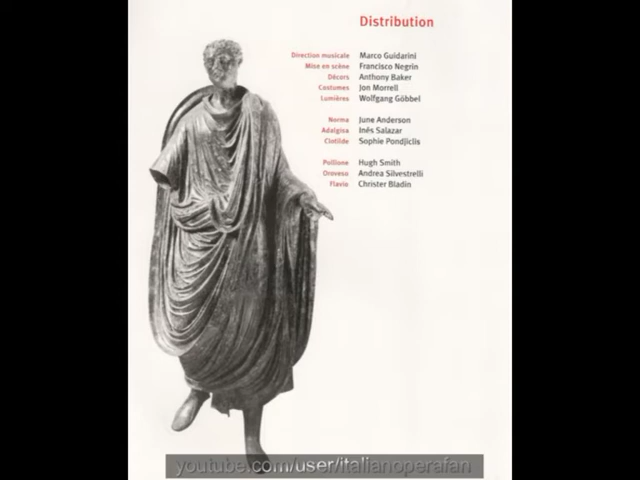 Distribution
Direction musicale Marco Guidarini
Mise en scène Francisco Negrin
Décors Anthony Baker
Costumes Jon Morrell
Lumières Wolfgang Göbbel
Norma June Anderson
Adalgisa Inés Salazar
Clotilde Sophie Pondjiclis
Pollione Hugh Smith
Oroveso Andrea Silvestrelli
Flavio Christer Bladin
youtube.com/user/italianoperafan